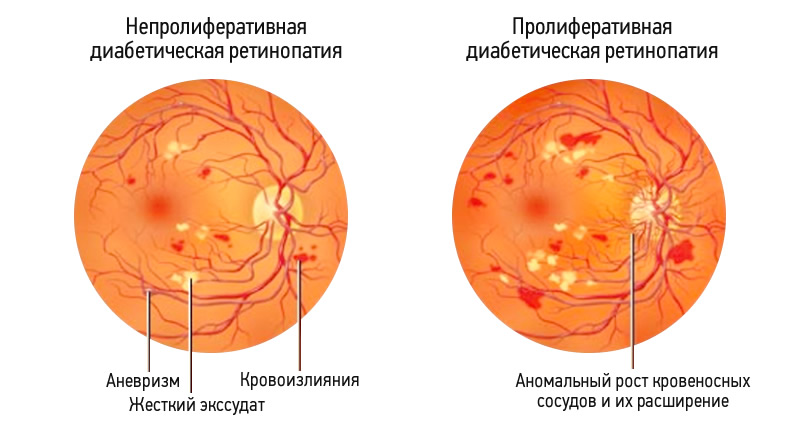 Непролиферативная
диабетическая ретинопатия
Пролиферативная
диабетическая ретинопатия
Аневризм
Жесткий экссудат
Кровоизлияния
Аномальный рост кровеносных
сосудов и их расширение